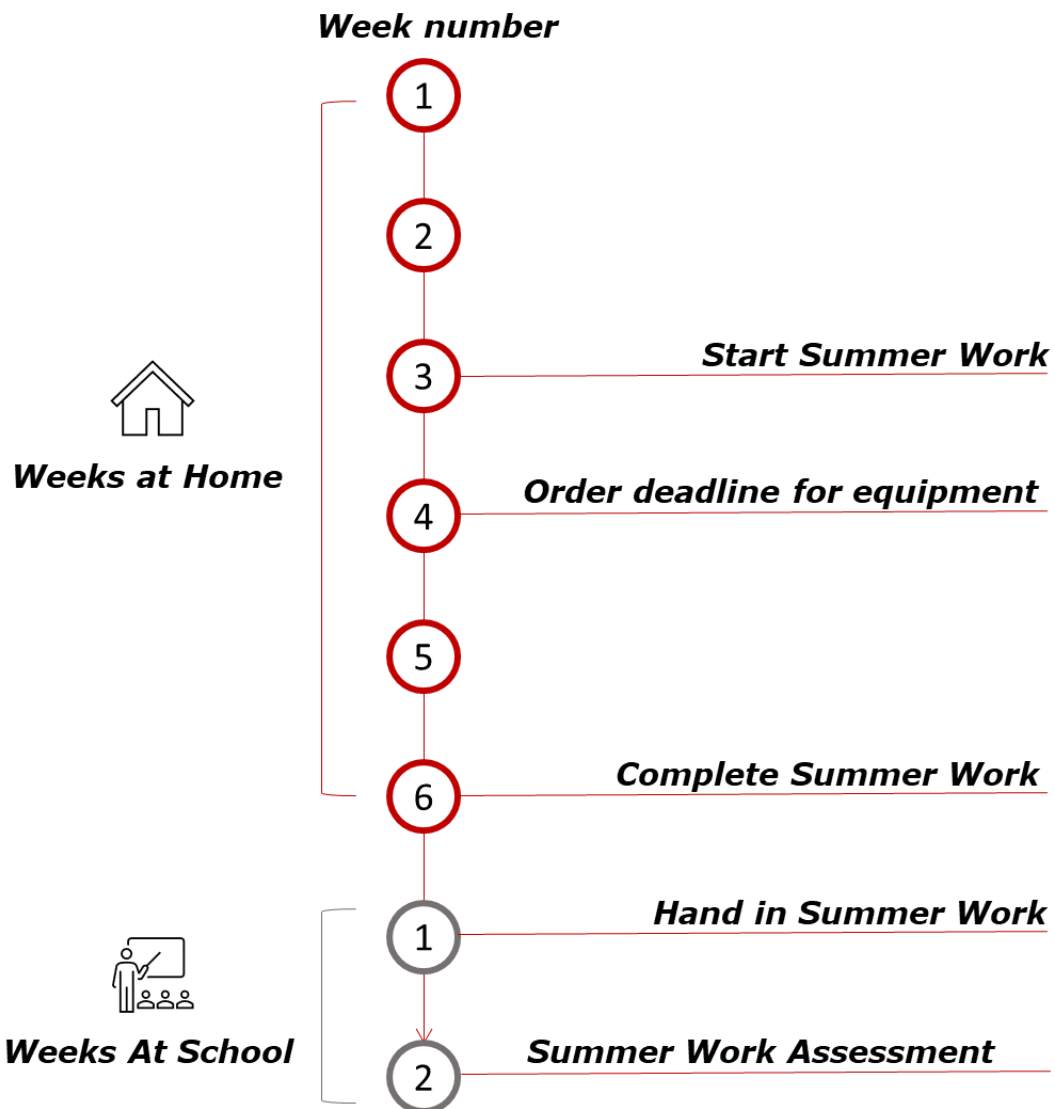 Week number
1
2
3
Start Summer Work
Weeks at Home
4
Order deadline for equipment
5
6
Complete Summer Work
1
Hand in Summer Work
Weeks At School
2
Summer Work Assessment